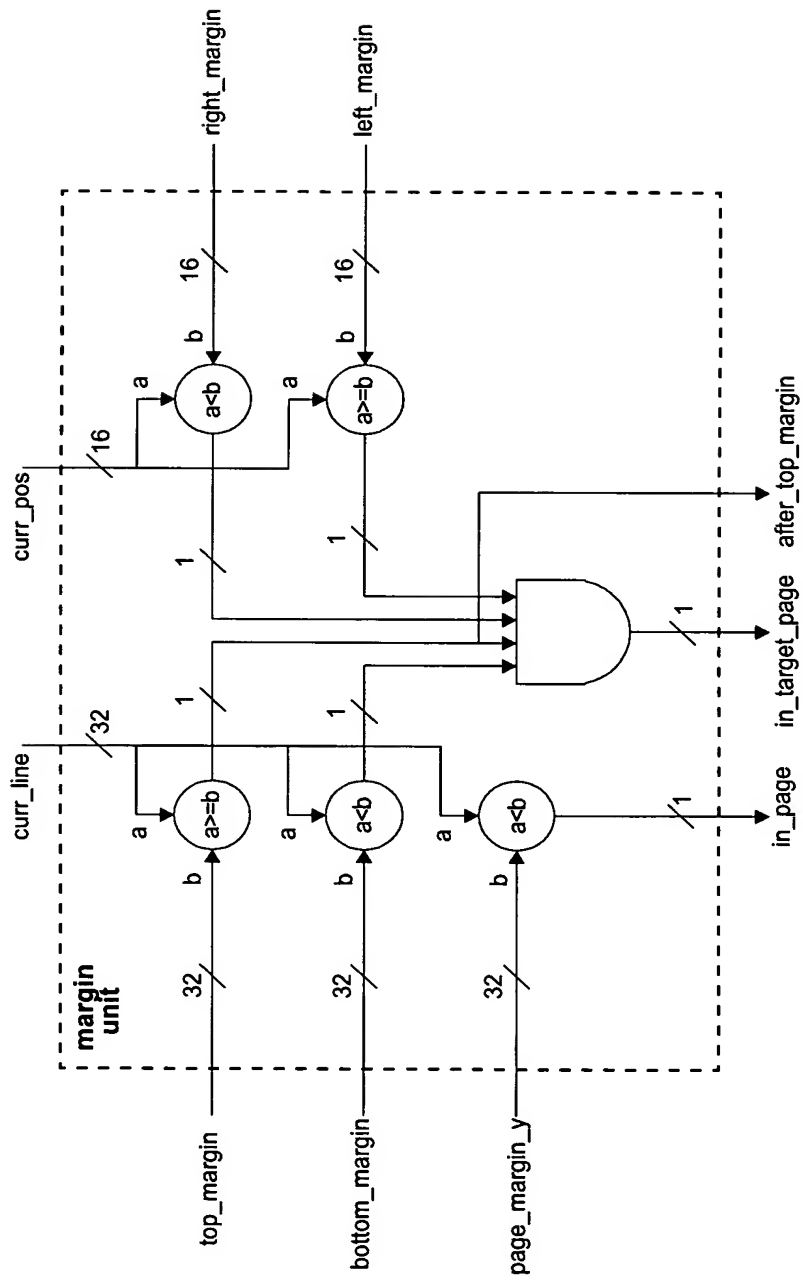 curr_line
curr_pos
margin
unit
32
16
a
a
top_margin
32
b
a>=b
1
1
a<b
b
16
right_margin
a
a
bottom_margin
32
b
a<b
1
1
a>=b
b
16
left_margin
a
page_margin_y
32
b
a<b
1
1
in_page
in_target_page
after_top_margin